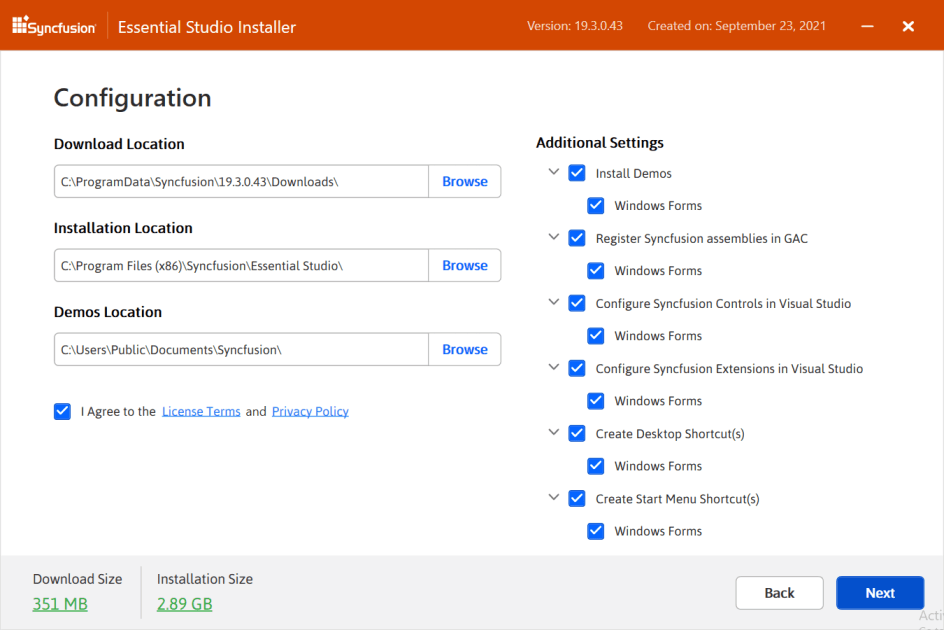 Syncfusion Essential Studio Installer Version: 19.3.0.43 Created on: September 23, 2021
Configuration
Download Location
C:\ProgramData\Syncfusion\19.3.0.43\Downloads\ Browse
Installation Location
C:\Program Files (x86)\Syncfusion\Essential Studio\ Browse
Demos Location
C:\Users\Public\Documents\Syncfusion\ Browse
I Agree to the License Terms and Privacy Policy
Additional Settings
Install Demos
Windows Forms
Register Syncfusion assemblies in GAC
Windows Forms
Configure Syncfusion Controls in Visual Studio
Windows Forms
Configure Syncfusion Extensions in Visual Studio
Windows Forms
Create Desktop Shortcut(s)
Windows Forms
Create Start Menu Shortcut(s)
Windows Forms
Download Size Installation Size
351 MB 2.89 GB
Back Next